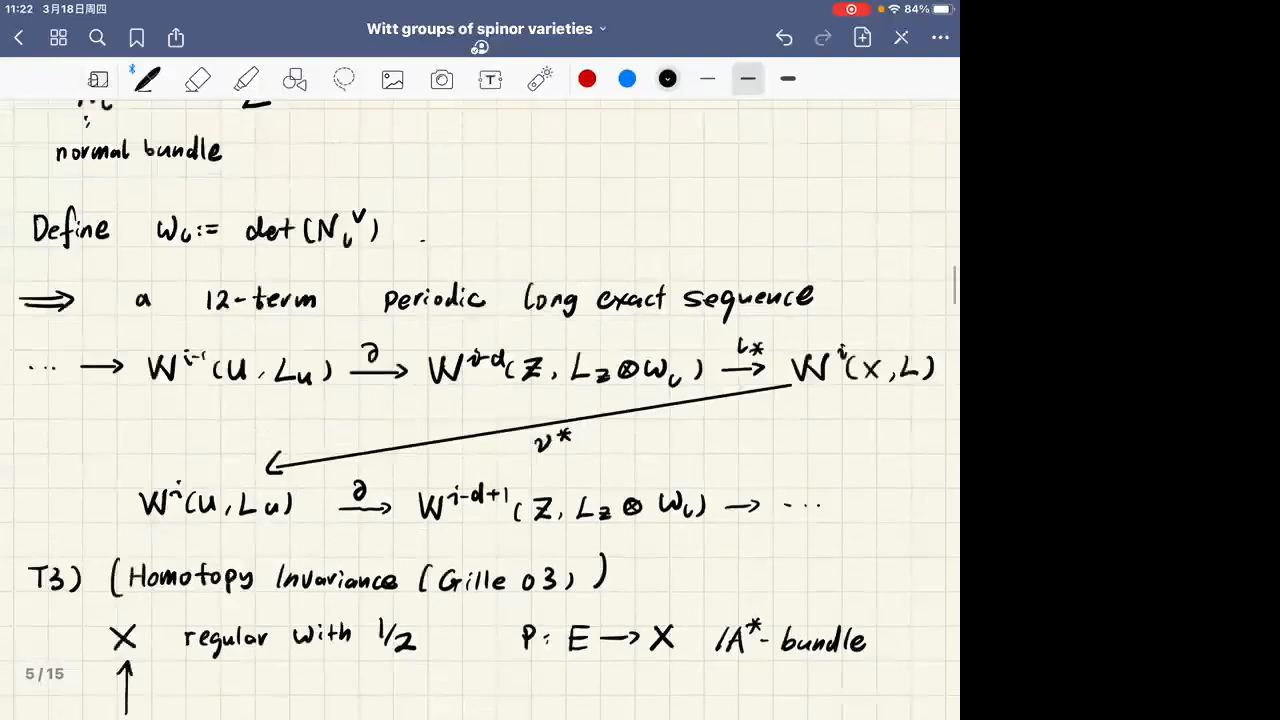 11:22 3月18日周四 84%
Witt groups of spinor varieties
normal bundle
Define ω_ι := det(N_ι^∨)
⟹ a 12-term periodic long exact sequence
⋯ → W^{i-1}(U, L_U) —∂→ W^{i-d}(Z, L_Z ⊗ ω_ι) —ι_*→ W^i(X, L)
υ*
W^i(U, L_U) —∂→ W^{i-d+1}(Z, L_Z ⊗ ω_ι) → ⋯
T3) (Homotopy Invariance (Gille 03))
X regular with 1/2 P: E → X /A^*-bundle
5/15